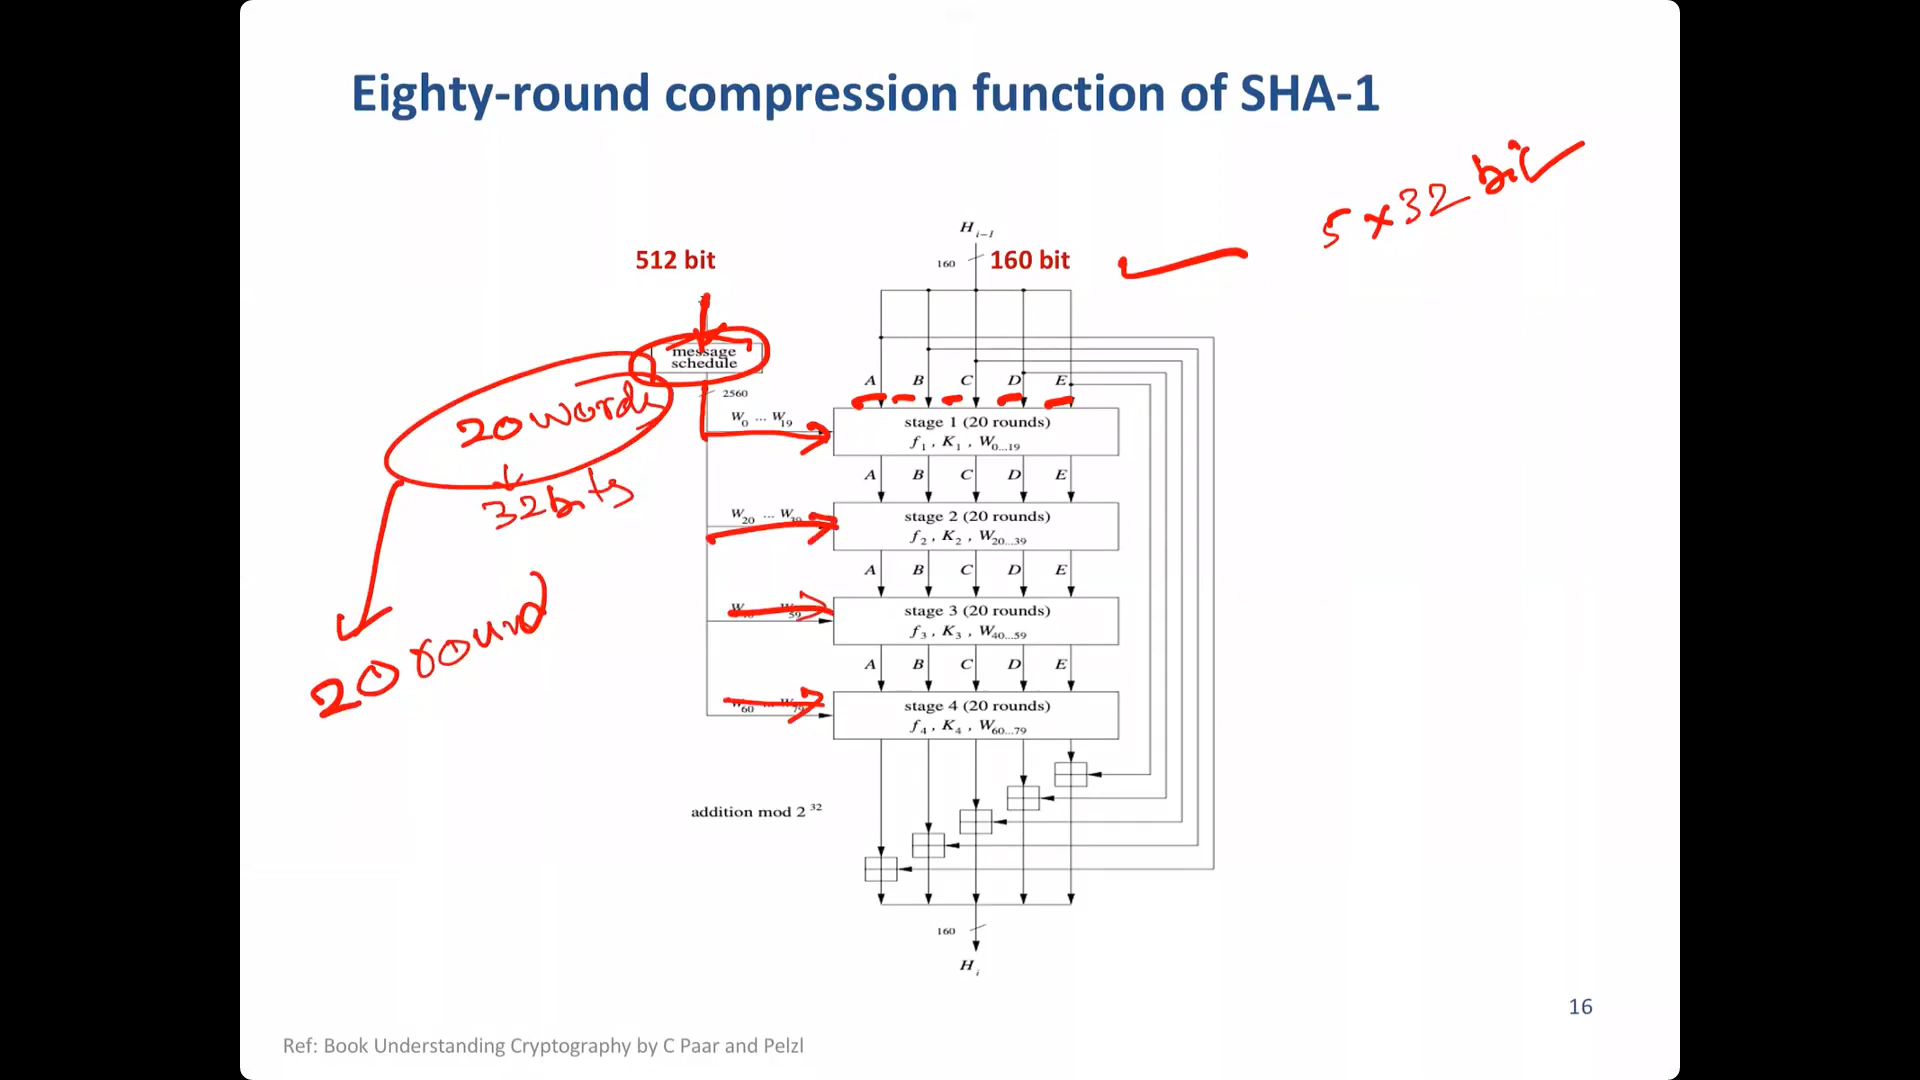 Eighty-round compression function of SHA-1
5 x 32 bit
H i-1
512 bit
160
160 bit
message
schedule
2560
20 words
32 bits
20 round
A B C D E
W0 ... W19
stage 1 (20 rounds)
f1 , K1 , W0...19
A B C D E
W20 ...
stage 2 (20 rounds)
f2 , K2 , W20...39
A B C D E
59
stage 3 (20 rounds)
f3 , K3 , W40...59
A B C D E
60 ...
stage 4 (20 rounds)
f4 , K4 , W60...79
addition mod 2 32
160
H i
16
Ref: Book Understanding Cryptography by C Paar and Pelzl